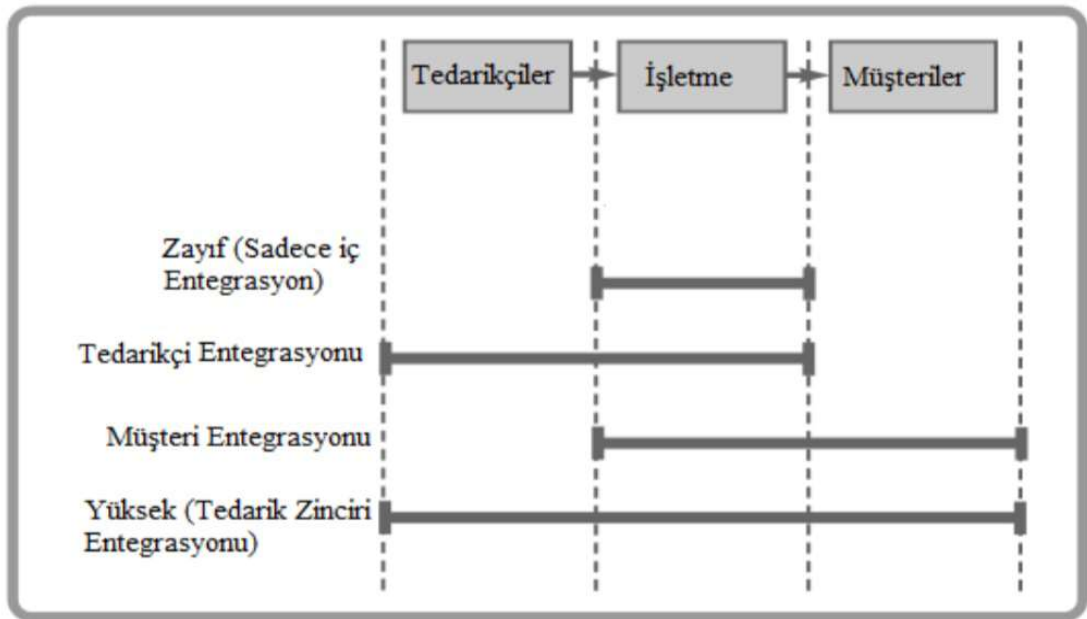 Tedarikçiler
İşletme
Müşteriler
Zayıf (Sadece iç
Entegrasyon)
Tedarikçi Entegrasyonu
Müşteri Entegrasyonu
Yüksek (Tedarik Zinciri
Entegrasyonu)